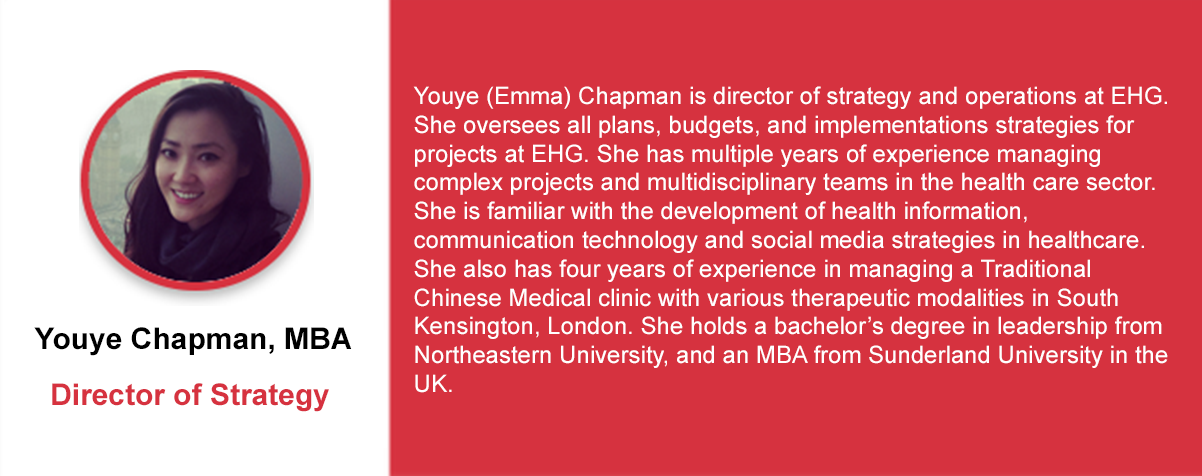 Youye (Emma) Chapman is director of strategy and operations at EHG.
She oversees all plans, budgets, and implementations strategies for
projects at EHG. She has multiple years of experience managing
complex projects and multidisciplinary teams in the health care sector.
She is familiar with the development of health information,
communication technology and social media strategies in healthcare.
She also has four years of experience in managing a Traditional
Chinese Medical clinic with various therapeutic modalities in South
Kensington, London. She holds a bachelor’s degree in leadership from
Northeastern University, and an MBA from Sunderland University in the
UK.
Youye Chapman, MBA
Director of Strategy